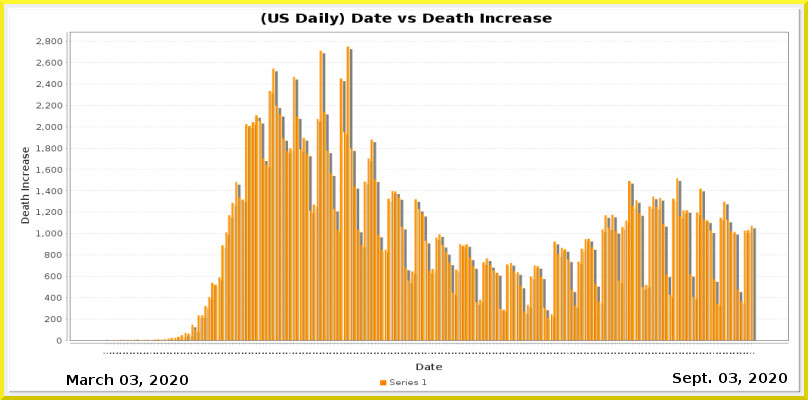 (US Daily) Date vs Death Increase
2,800
2,600
2,400
2,200
2,000
1,800
1,600
1,400
1,200
1,000
800
600
400
200
0
Death Increase
Date
March 03, 2020
Series 1
Sept. 03, 2020